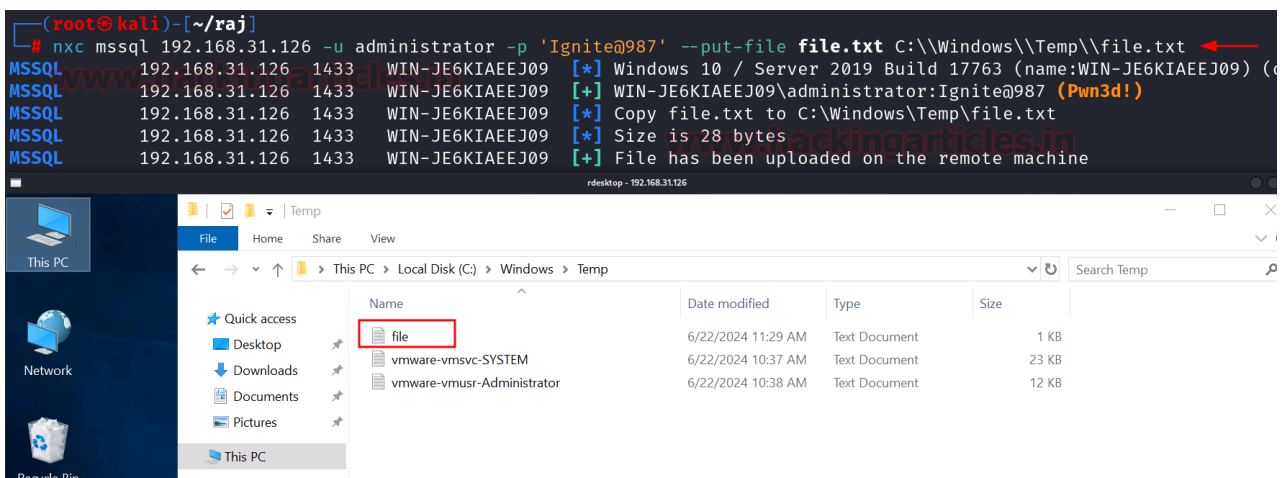 (root㉿kali)-[~/raj]
# nxc mssql 192.168.31.126 -u administrator -p 'Ignite@987' --put-file file.txt C:\\Windows\\Temp\\file.txt
MSSQL 192.168.31.126 1433 WIN-JE6KIAEEJ09 [*] Windows 10 / Server 2019 Build 17763 (name:WIN-JE6KIAEEJ09) (
MSSQL 192.168.31.126 1433 WIN-JE6KIAEEJ09 [+] WIN-JE6KIAEEJ09\administrator:Ignite@987 (Pwn3d!)
MSSQL 192.168.31.126 1433 WIN-JE6KIAEEJ09 [*] Copy file.txt to C:\Windows\Temp\file.txt
MSSQL 192.168.31.126 1433 WIN-JE6KIAEEJ09 [*] Size is 28 bytes
MSSQL 192.168.31.126 1433 WIN-JE6KIAEEJ09 [+] File has been uploaded on the remote machine
www.hackingarticles.in
www.hackingarticles.in
rdesktop - 192.168.31.126
Temp
File Home Share View
This PC > Local Disk (C:) > Windows > Temp
Search Temp
Name Date modified Type Size
file 6/22/2024 11:29 AM Text Document 1 KB
vmware-vmsvc-SYSTEM 6/22/2024 10:37 AM Text Document 23 KB
vmware-vmusr-Administrator 6/22/2024 10:38 AM Text Document 12 KB
Quick access
Desktop
Downloads
Documents
Pictures
This PC
This PC
Network
Recycle Bin